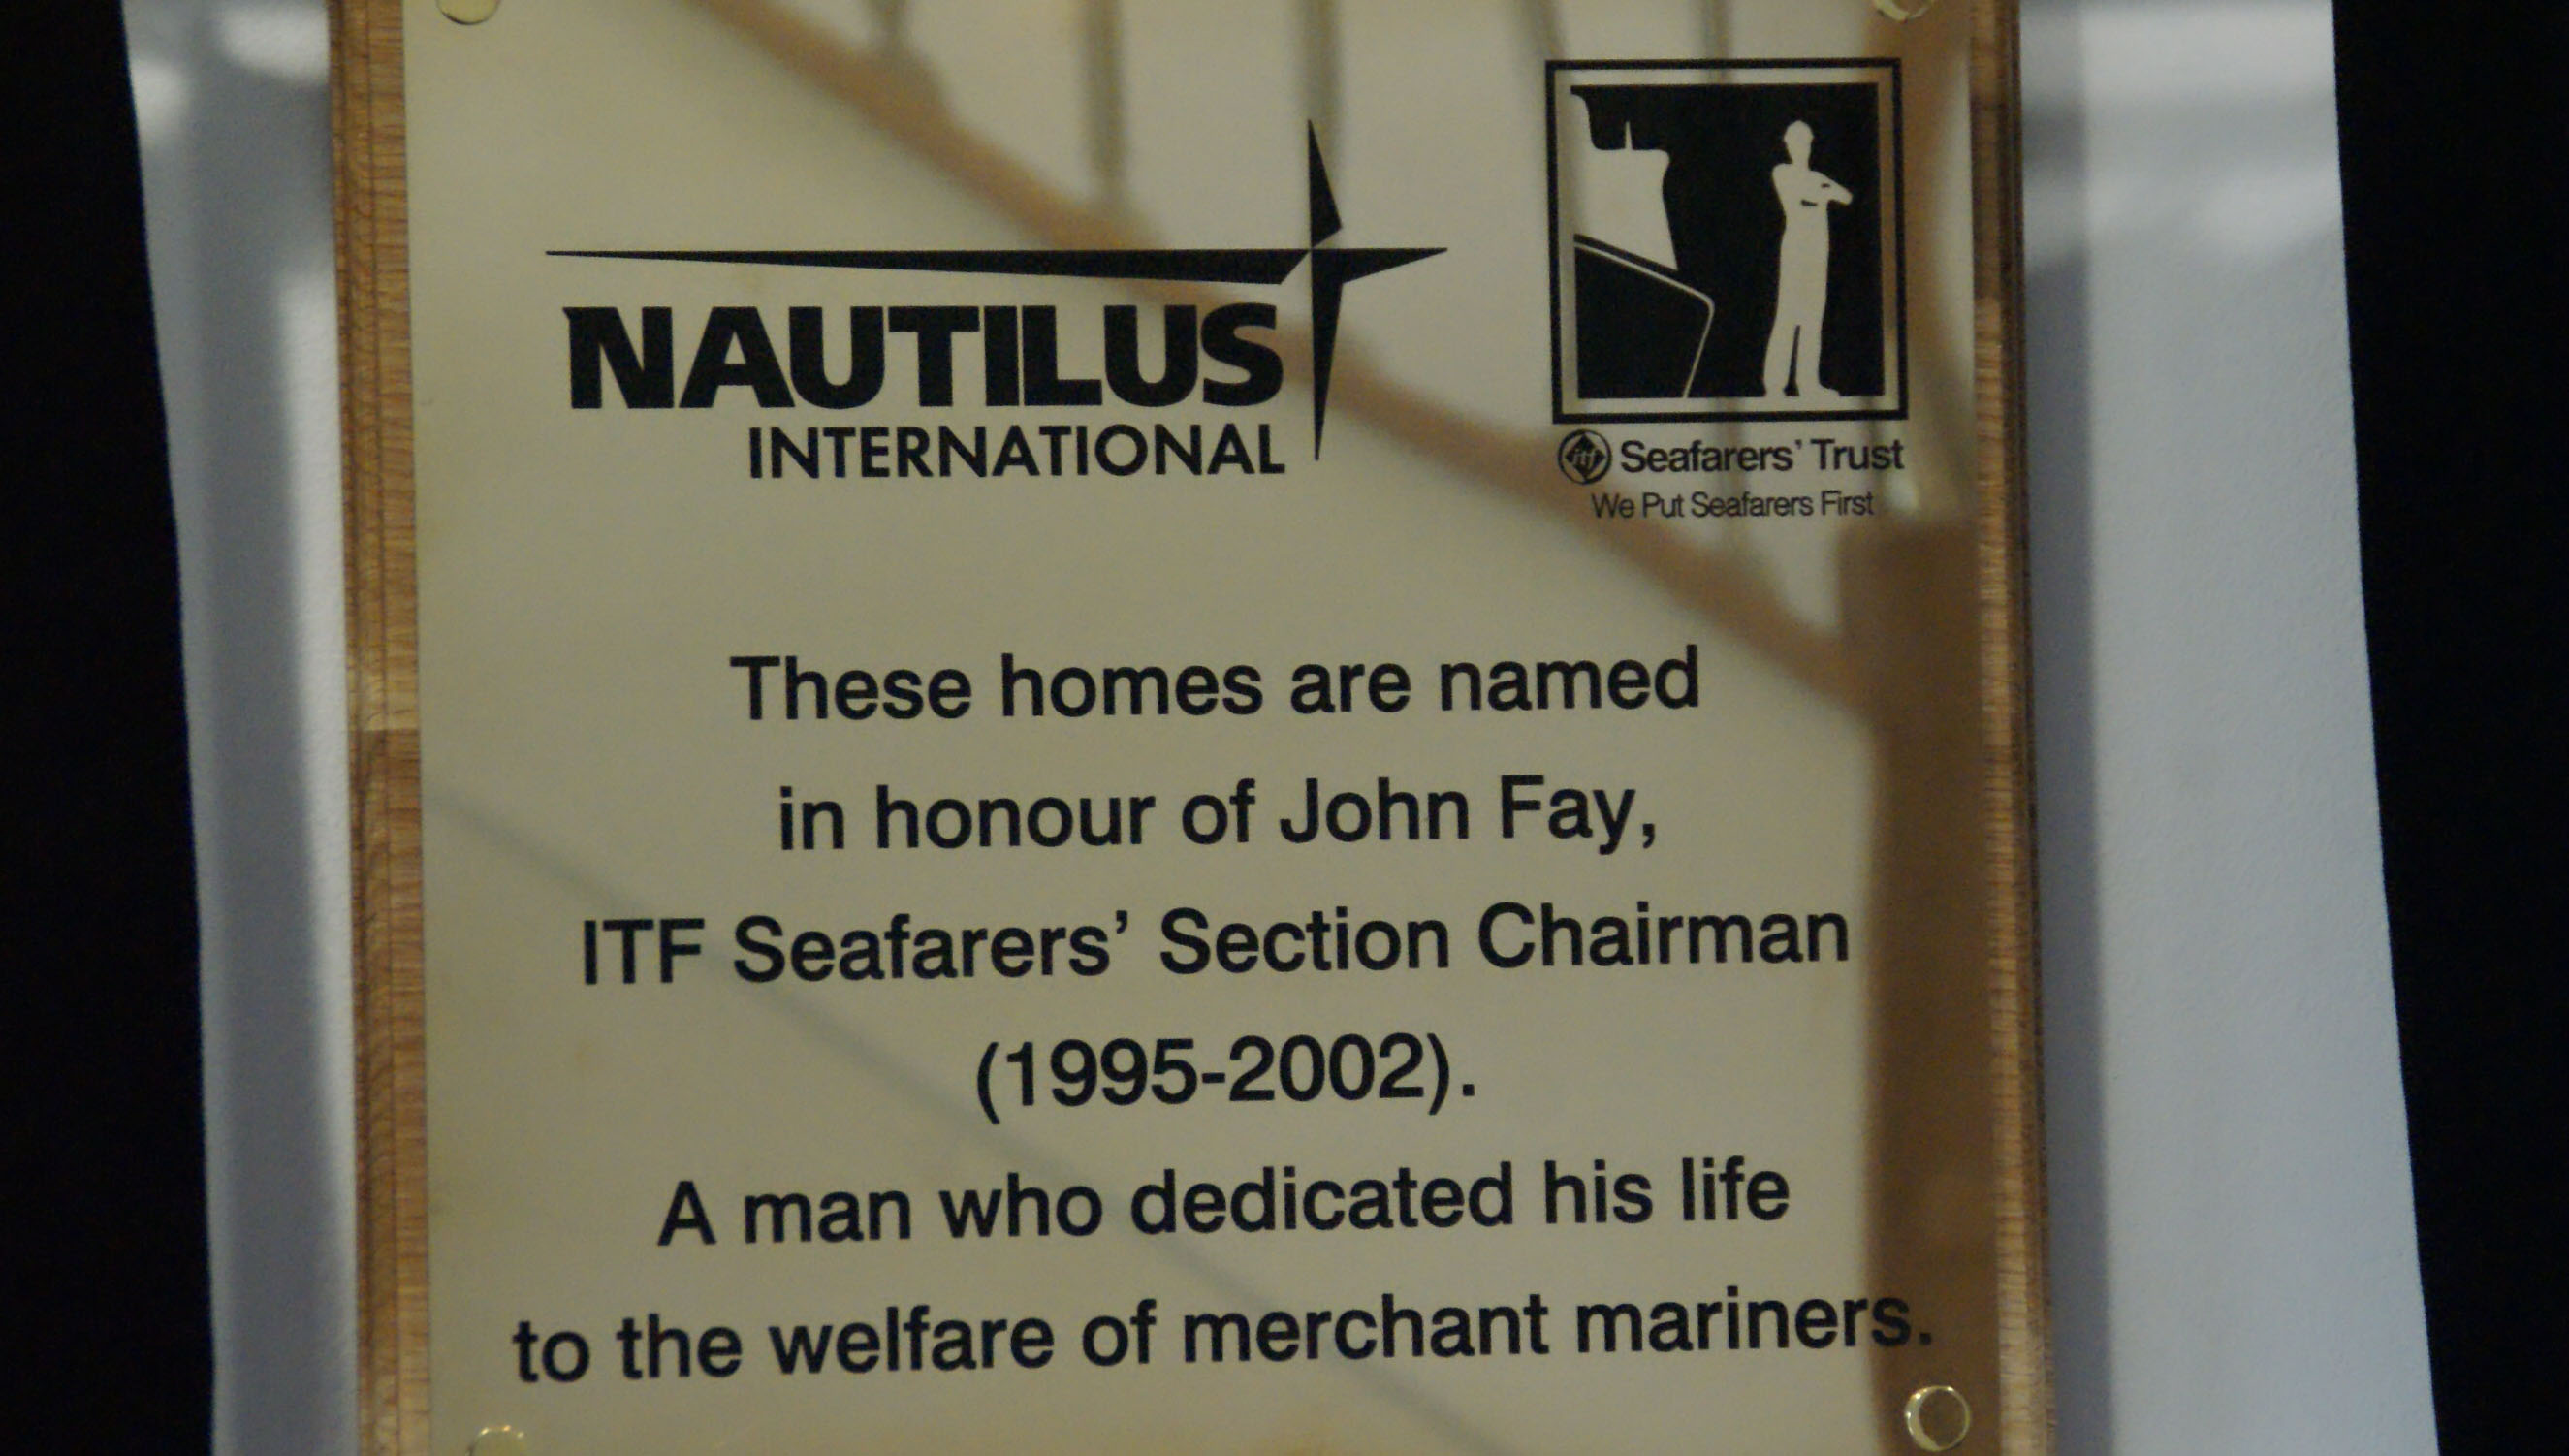 NAUTILUS
INTERNATIONAL
itf Seafarers' Trust
We Put Seafarers First
These homes are named
in honour of John Fay,
ITF Seafarers’ Section Chairman
(1995-2002).
A man who dedicated his life
to the welfare of merchant mariners.